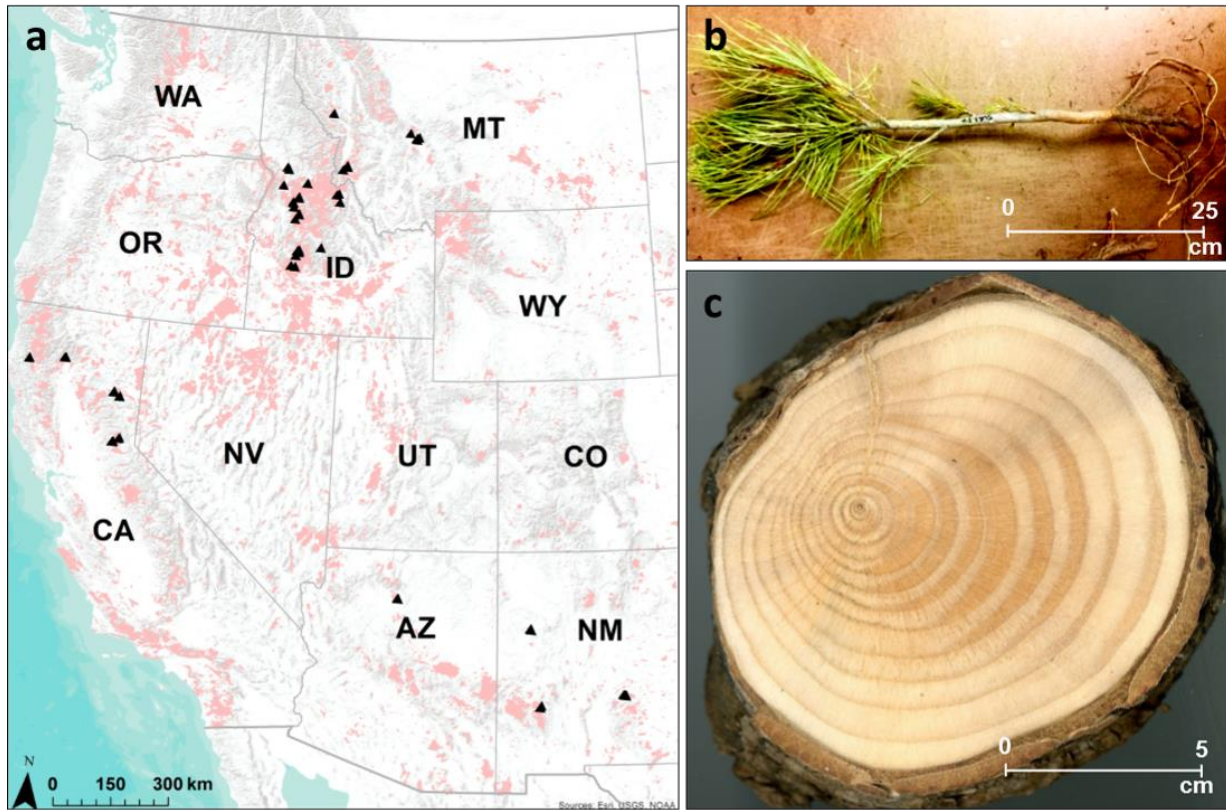 a
WA
MT
OR
ID
WY
NV
UT
CO
CA
AZ
NM
N
0 150 300 km
Sources: Esri, USGS, NOAA
b
0 25
cm
c
0 5
cm